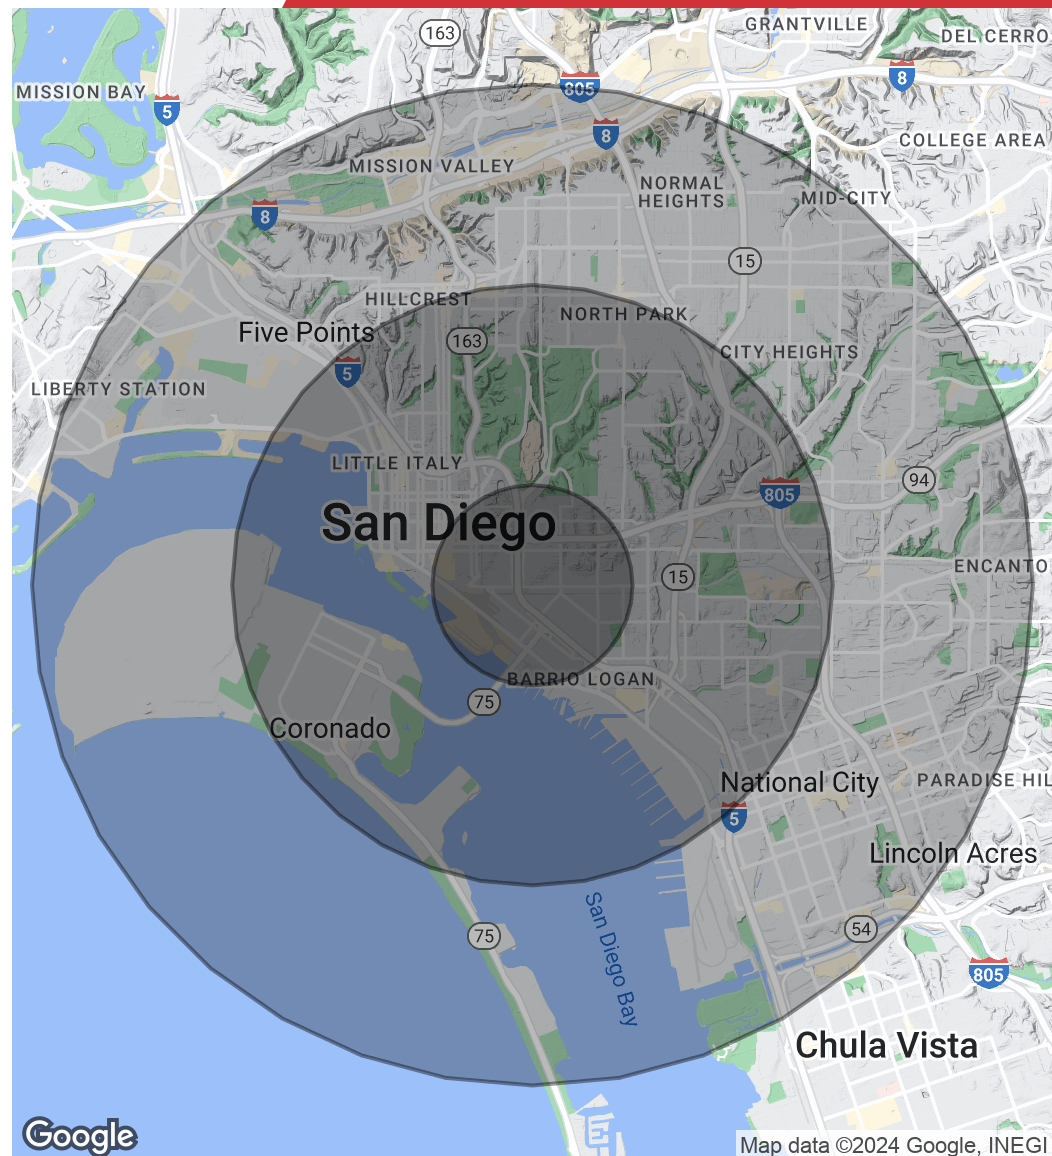 163
GRANTVILLE
DEL CERRO
MISSION BAY
805
8
5
8
COLLEGE AREA
MISSION VALLEY
NORMAL
HEIGHTS
MID-CITY
8
15
HILLCREST
NORTH PARK
Five Points
163
CITY HEIGHTS
5
LIBERTY STATION
LITTLE ITALY
94
805
San Diego
ENCANTO
15
BARRIO LOGAN
75
Coronado
National City
PARADISE HIL
5
Lincoln Acres
San Diego Bay
54
75
805
Chula Vista
Google
Map data ©2024 Google, INEGI